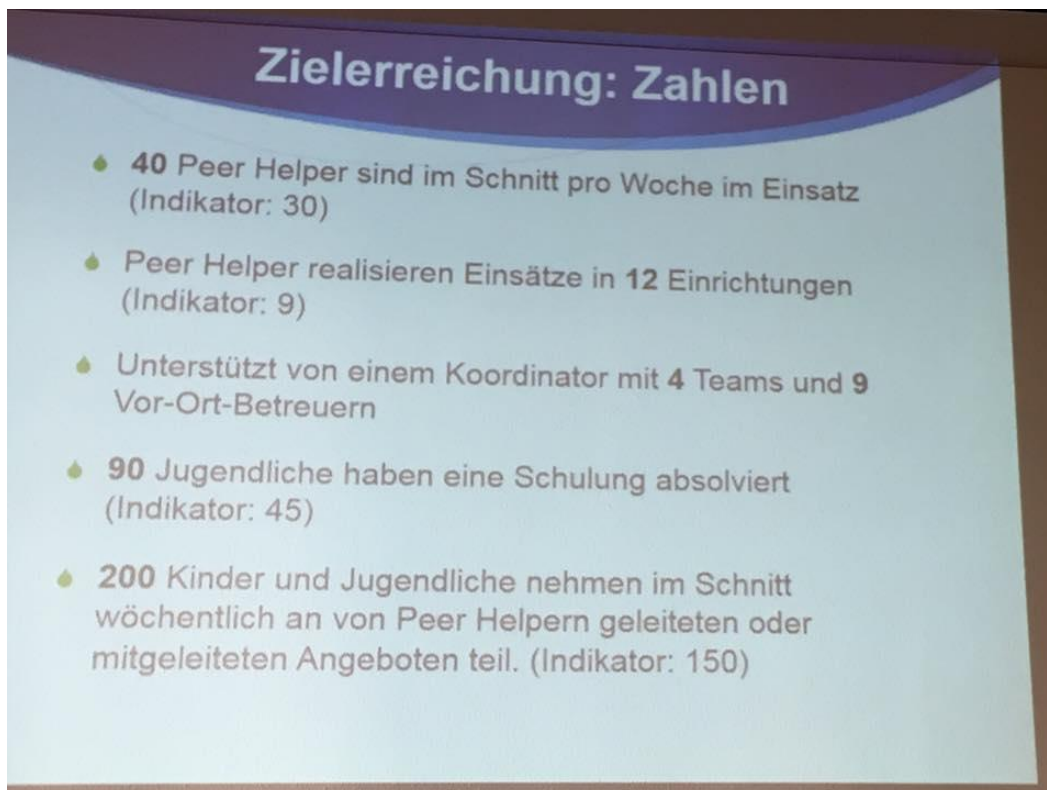 Zielerreichung: Zahlen
40 Peer Helper sind im Schnitt pro Woche im Einsatz
(Indikator: 30)
Peer Helper realisieren Einsätze in 12 Einrichtungen
(Indikator: 9)
Unterstützt von einem Koordinator mit 4 Teams und 9
Vor-Ort-Betreuern
90 Jugendliche haben eine Schulung absolviert
(Indikator: 45)
200 Kinder und Jugendliche nehmen im Schnitt
wöchentlich an von Peer Helpern geleiteten oder
mitgeleiteten Angeboten teil. (Indikator: 150)